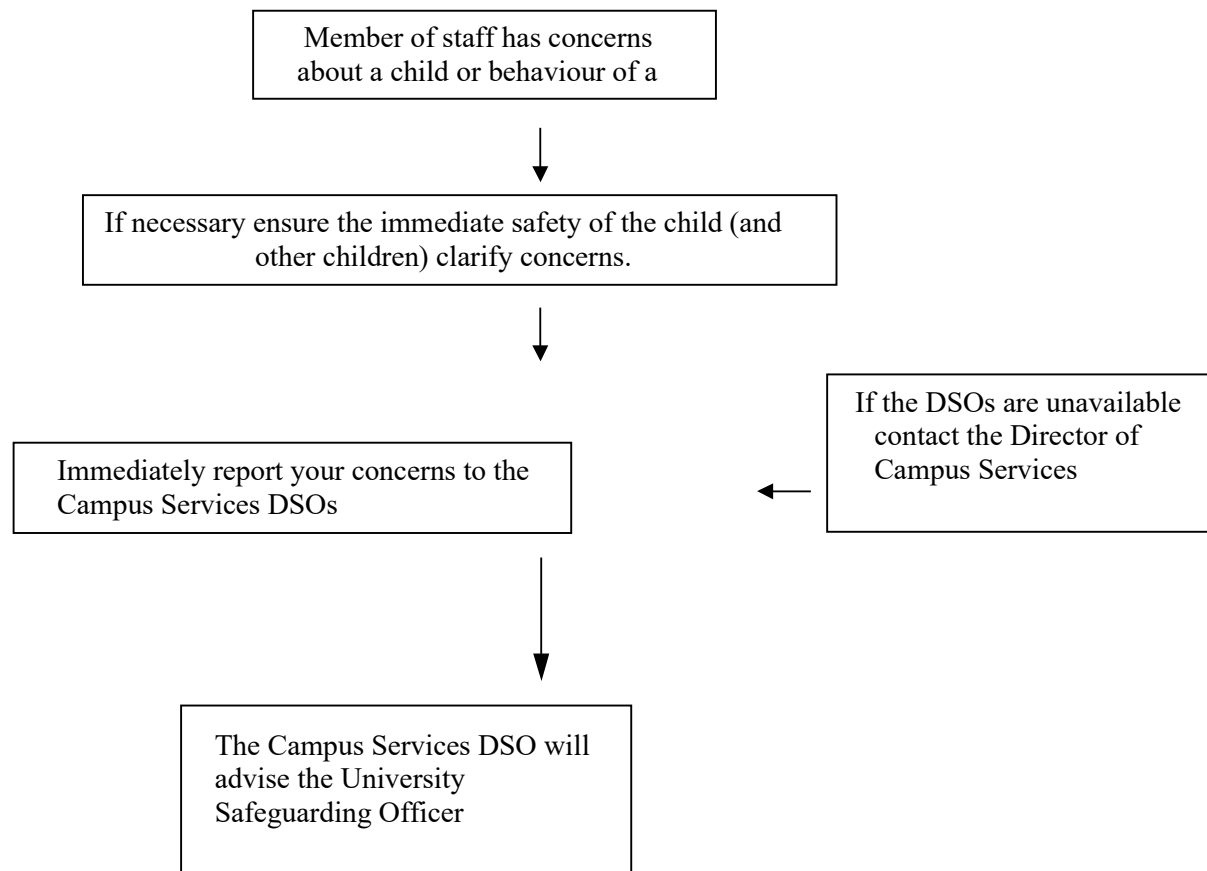 Member of staff has concerns
about a child or behaviour of a
If necessary ensure the immediate safety of the child (and
other children) clarify concerns.
If the DSOs are unavailable
contact the Director of
Campus Services
Immediately report your concerns to the
Campus Services DSOs
The Campus Services DSO will
advise the University
Safeguarding Officer